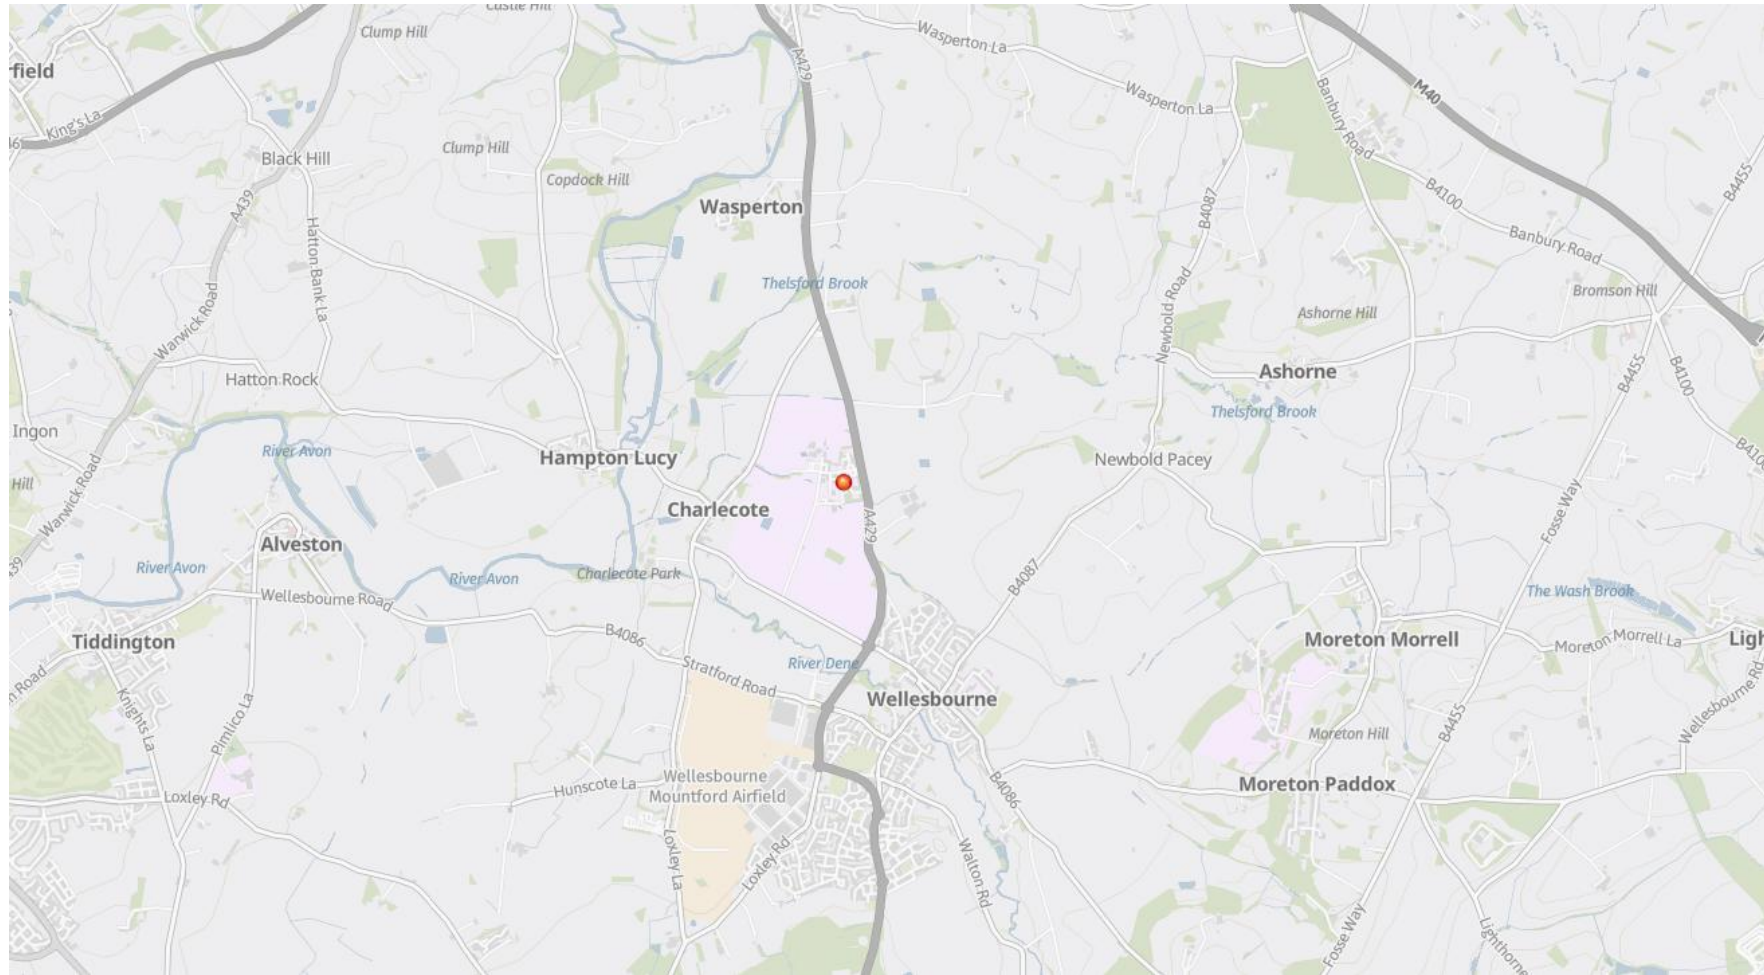 Castle Hill
Clump Hill
A429
Wasperton La
rfield
M40
Wasperton La
Banbury Road
King's La
46
Clump Hill
Black Hill
Copdock Hill
B4455
B4100
A439
Wasperton
B4087
Hatton Bank La
Banbury Road
Thelsford Brook
Bromson Hill
Newbold Road
Ashorne Hill
Warwick Road
Hatton Rock
Ashorne
B4455
B4100
Thelsford Brook
Ingon
River Avon
Hampton Lucy
Newbold Pacey
B410
Hill
Warwick Road
Charlecote
A429
Fosse Way
Alveston
River Avon
River Avon
Charlecote Park
B4087
439
Wellesbourne Road
The Wash Brook
Tiddington
B4086
Moreton Morrell
Moreton Morrell La
Ligh
River Dene
Stratford Road
m Road
Knights La
Pimlico La
Wellesbourne
Wellesbourne Rd
B4455
Moreton Hill
Wellesbourne
Mountford Airfield
Hunscote La
Moreton Paddox
B4086
Loxley Rd
Loxley La
Loxley Rd
Walton Rd
Fosse Way
Lighthorne